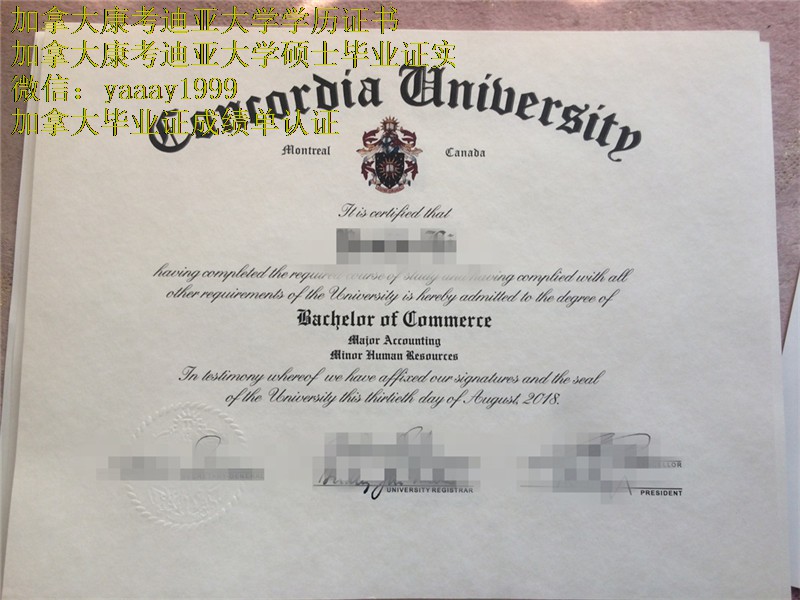 加拿大康考迪亚大学学历证书
加拿大康考迪亚大学硕士毕业证实
微信：yaaay1999
加拿大毕业证成绩单认证
Concordia University
Montreal Canada
It is certified that
having completed the required course of study and having complied with all
other requirements of the University is hereby admitted to the degree of
Bachelor of Commerce
Major Accounting
Minor Human Resources
In testimony whereof we have affixed our signatures and the seal
of the University this thirtieth day of August, 2018.
UNIVERSITY REGISTRAR
PRESIDENT